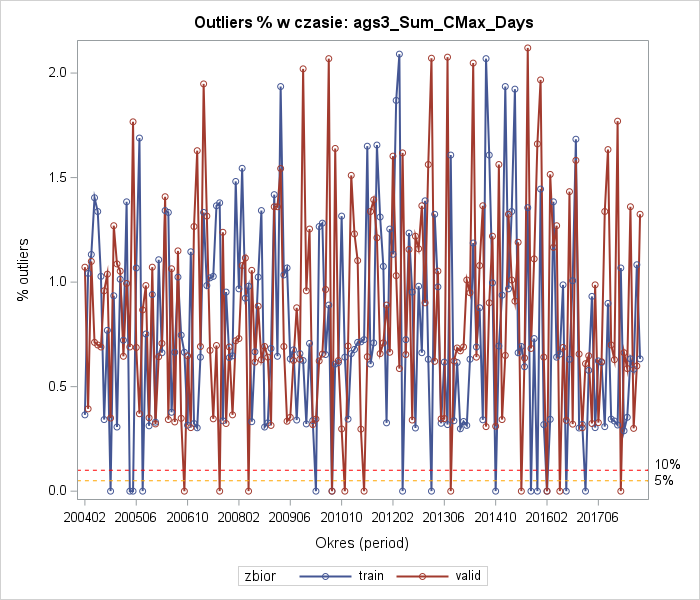 Outliers % w czasie: ags3_Sum_CMax_Days
% outliers
2.0
1.5
1.0
0.5
0.0
10%
5%
200402 200506 200610 200802 200906 201010 201202 201306 201410 201602 201706
Okres (period)
zbior train valid